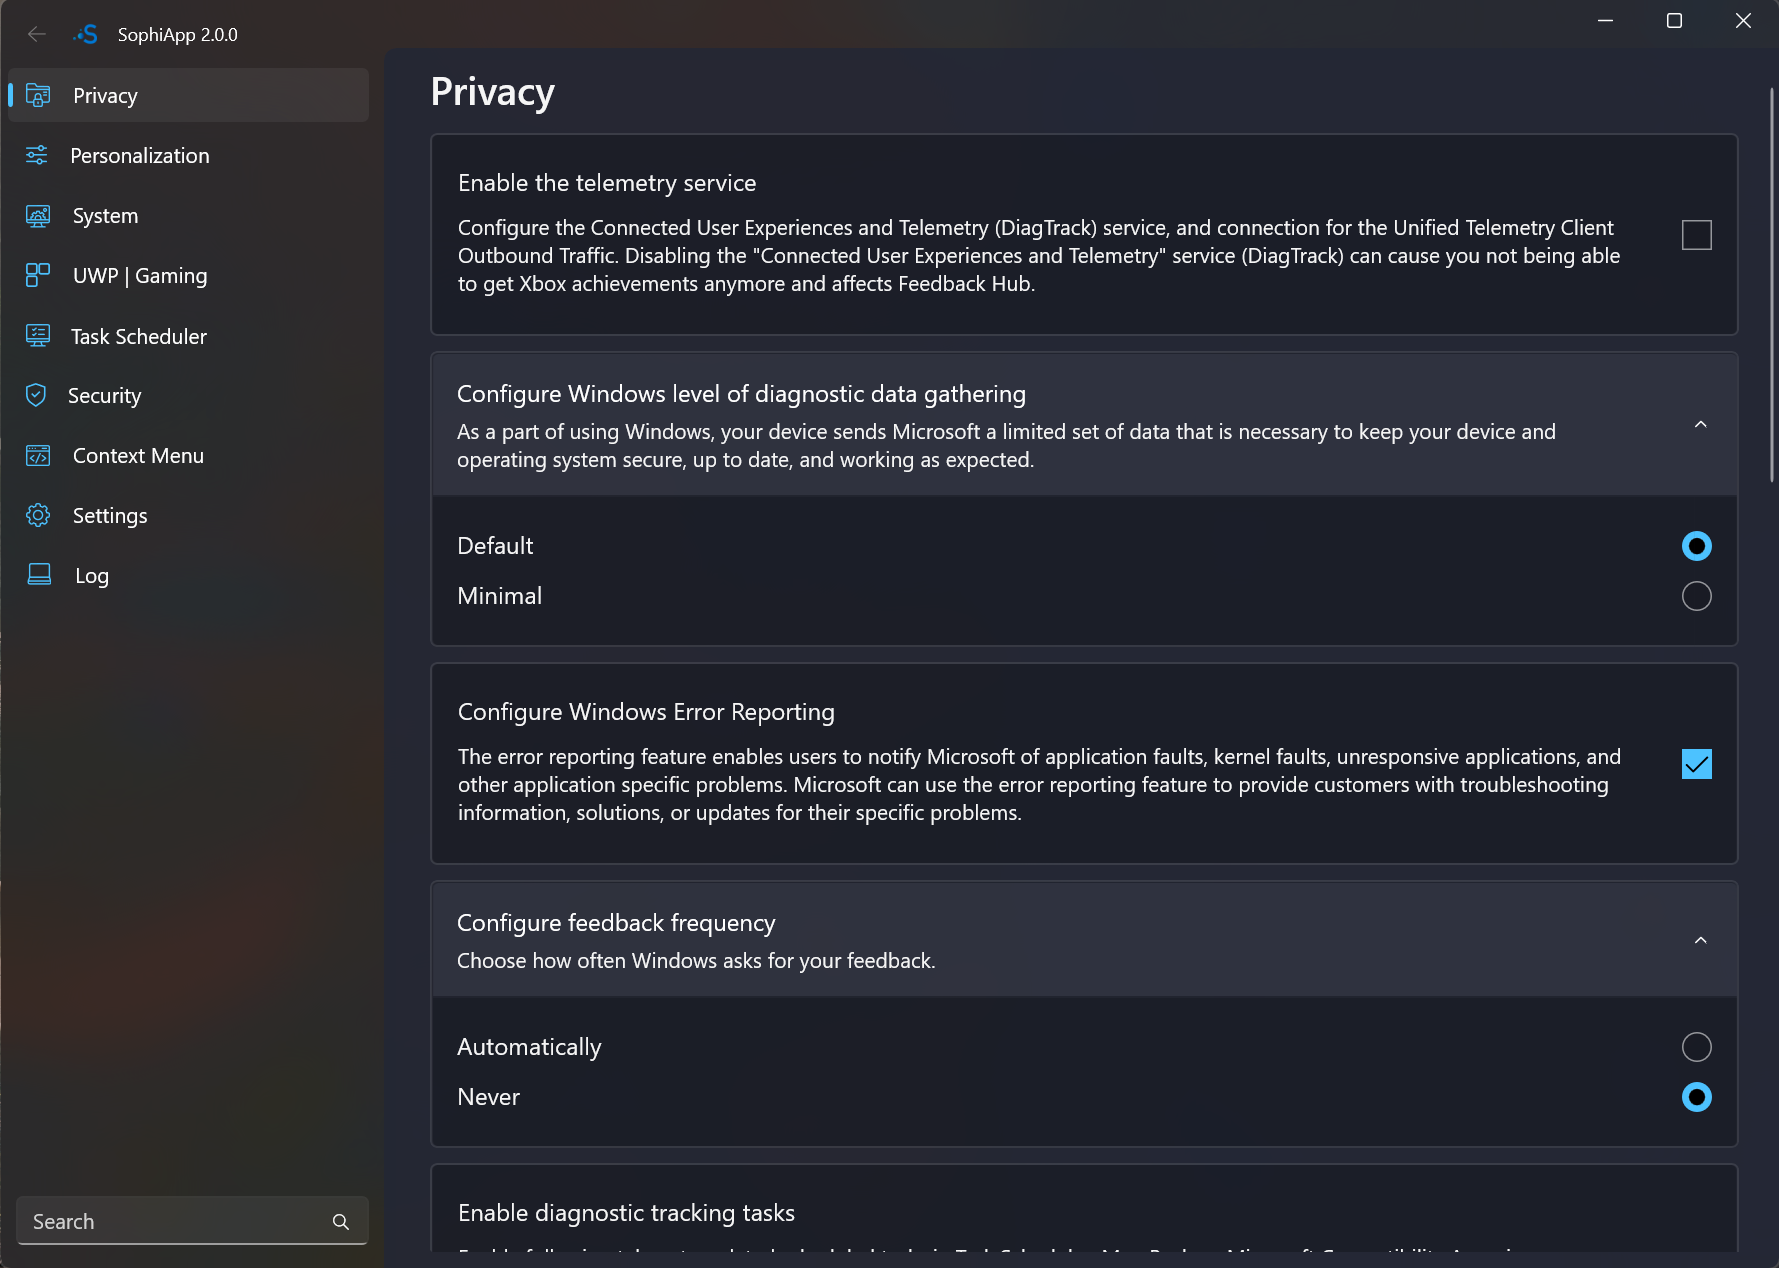 SophiApp 2.0.0
Privacy
Personalization
System
UWP | Gaming
Task Scheduler
Security
Context Menu
Settings
Log
Search
Privacy
Enable the telemetry service
Configure the Connected User Experiences and Telemetry (DiagTrack) service, and connection for the Unified Telemetry Client
Outbound Traffic. Disabling the "Connected User Experiences and Telemetry" service (DiagTrack) can cause you not being able
to get Xbox achievements anymore and affects Feedback Hub.
Configure Windows level of diagnostic data gathering
As a part of using Windows, your device sends Microsoft a limited set of data that is necessary to keep your device and
operating system secure, up to date, and working as expected.
Default
Minimal
Configure Windows Error Reporting
The error reporting feature enables users to notify Microsoft of application faults, kernel faults, unresponsive applications, and
other application specific problems. Microsoft can use the error reporting feature to provide customers with troubleshooting
information, solutions, or updates for their specific problems.
Configure feedback frequency
Choose how often Windows asks for your feedback.
Automatically
Never
Enable diagnostic tracking tasks